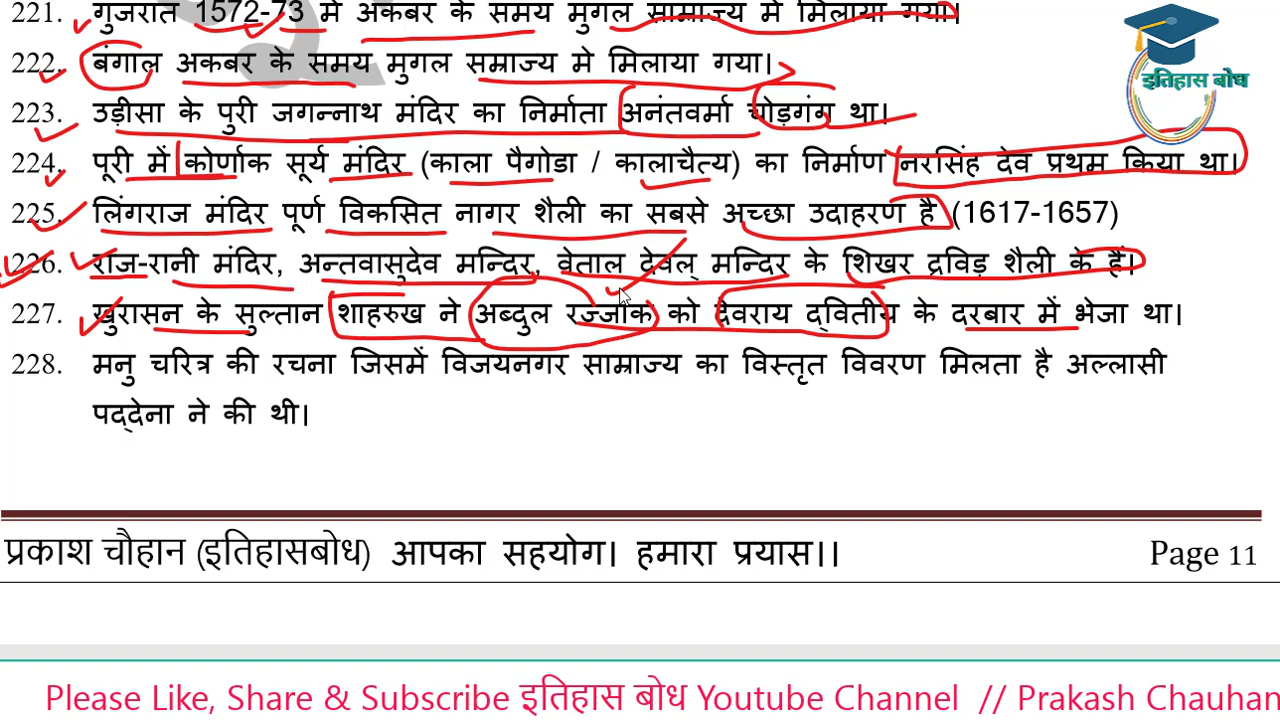 221. गुजरात 1572-73 में अकबर के समय मुगल साम्राज्य में मिलाया गया।
222. बंगाल अकबर के समय मुगल सम्राज्य मे मिलाया गया।
इतिहास बोध
223. उड़ीसा के पुरी जगन्नाथ मंदिर का निर्माता अनंतवर्मा चोड़गंग था।
224. पूरी में कोर्णाक सूर्य मंदिर (काला पैगोडा / कालाचैत्य) का निर्माण नरसिंह देव प्रथम किया था।
225. लिंगराज मंदिर पूर्ण विकसित नागर शैली का सबसे अच्छा उदाहरण है (1617-1657)
226. राज-रानी मंदिर, अन्तवासुदेव मन्दिर, वेताल देवल् मन्दिर के शिखर द्रविड़ शैली के हैं।
227. खुरासन के सुल्तान शाहरुख ने अब्दुल रज्जाक को देवराय द्वितीय के दरबार में भेजा था।
228. मनु चरित्र की रचना जिसमें विजयनगर साम्राज्य का विस्तृत विवरण मिलता है अल्लासी
पद्देना ने की थी।
प्रकाश चौहान (इतिहासबोध) आपका सहयोग। हमारा प्रयास।। Page 11
Please Like, Share & Subscribe इतिहास बोध Youtube Channel // Prakash Chauhan